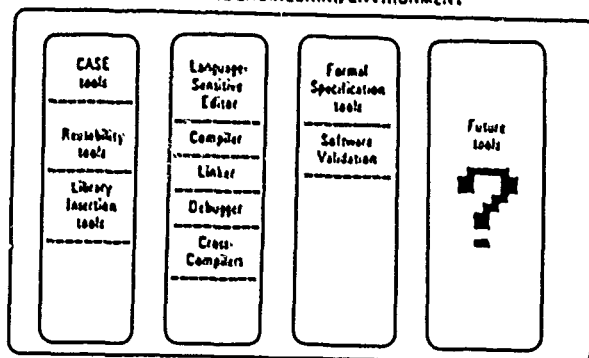 ENVIRONMENT
CASE
tools
Reusability
tools
Library
Insertion
tools
Language-
Sensitive
Editor
Compiler
Linker
Debugger
Cross-
Compilers
Formal
Specification
tools
Software
Validation
Future
tools
?